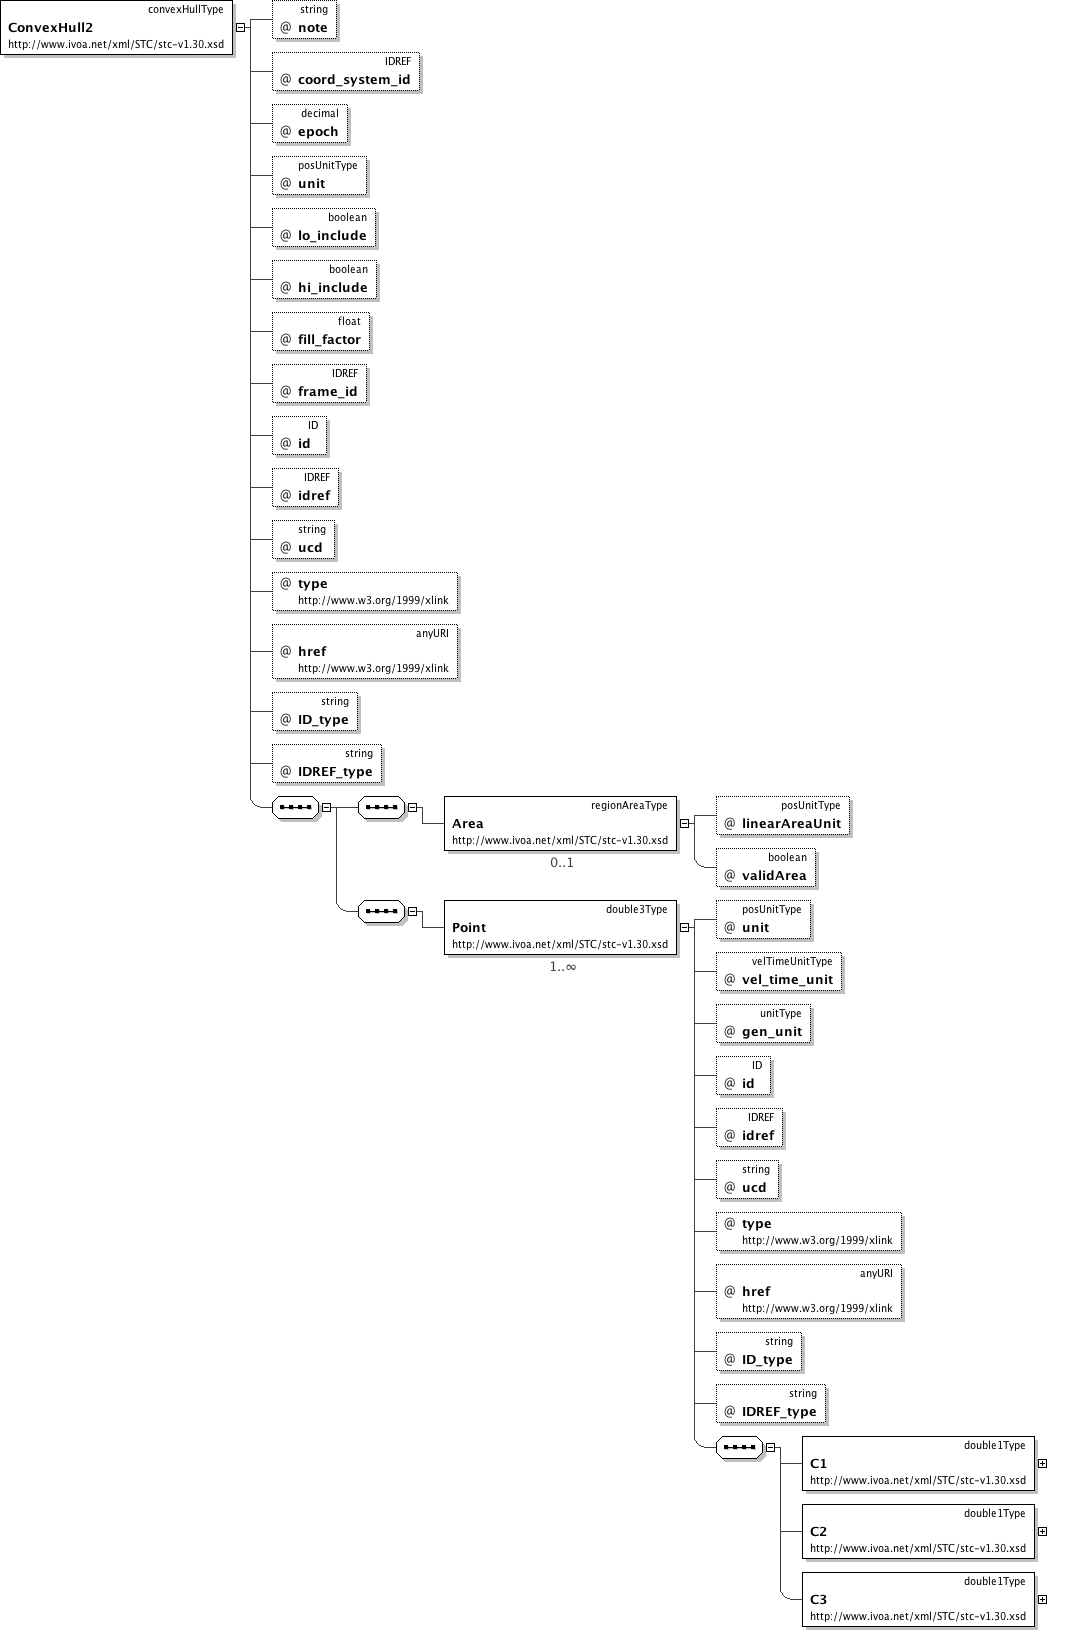 convexHullType
ConvexHull2
http://www.ivoa.net/xml/STC/stc-v1.30.xsd
string
@ note
IDREF
@ coord_system_id
decimal
@ epoch
posUnitType
@ unit
boolean
@ lo_include
boolean
@ hi_include
float
@ fill_factor
IDREF
@ frame_id
ID
@ id
IDREF
@ idref
string
@ ucd
@ type
http://www.w3.org/1999/xlink
anyURI
@ href
http://www.w3.org/1999/xlink
string
@ ID_type
string
@ IDREF_type
regionAreaType
Area
http://www.ivoa.net/xml/STC/stc-v1.30.xsd
0..1
posUnitType
@ linearAreaUnit
boolean
@ validArea
double3Type
Point
http://www.ivoa.net/xml/STC/stc-v1.30.xsd
1..∞
posUnitType
@ unit
velTimeUnitType
@ vel_time_unit
unitType
@ gen_unit
ID
@ id
IDREF
@ idref
string
@ ucd
@ type
http://www.w3.org/1999/xlink
anyURI
@ href
http://www.w3.org/1999/xlink
string
@ ID_type
string
@ IDREF_type
double1Type
C1
http://www.ivoa.net/xml/STC/stc-v1.30.xsd
double1Type
C2
http://www.ivoa.net/xml/STC/stc-v1.30.xsd
double1Type
C3
http://www.ivoa.net/xml/STC/stc-v1.30.xsd